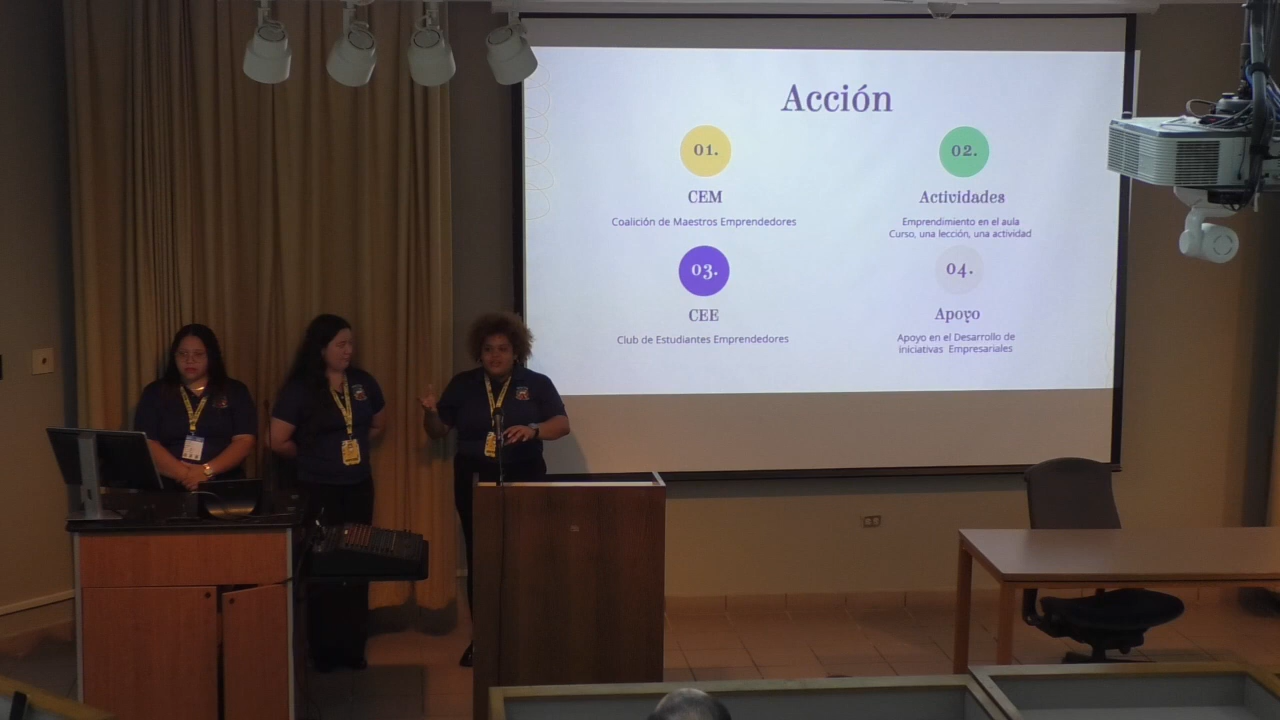 Acción
01.
CEM
Coalición de Maestros Emprendedores
02.
Actividades
Emprendimiento en el aula
Curso, una lección, una actividad
03.
CEE
Club de Estudiantes Emprendedores
04.
Apoyo
Apoyo en el Desarrollo de
iniciativas Empresariales